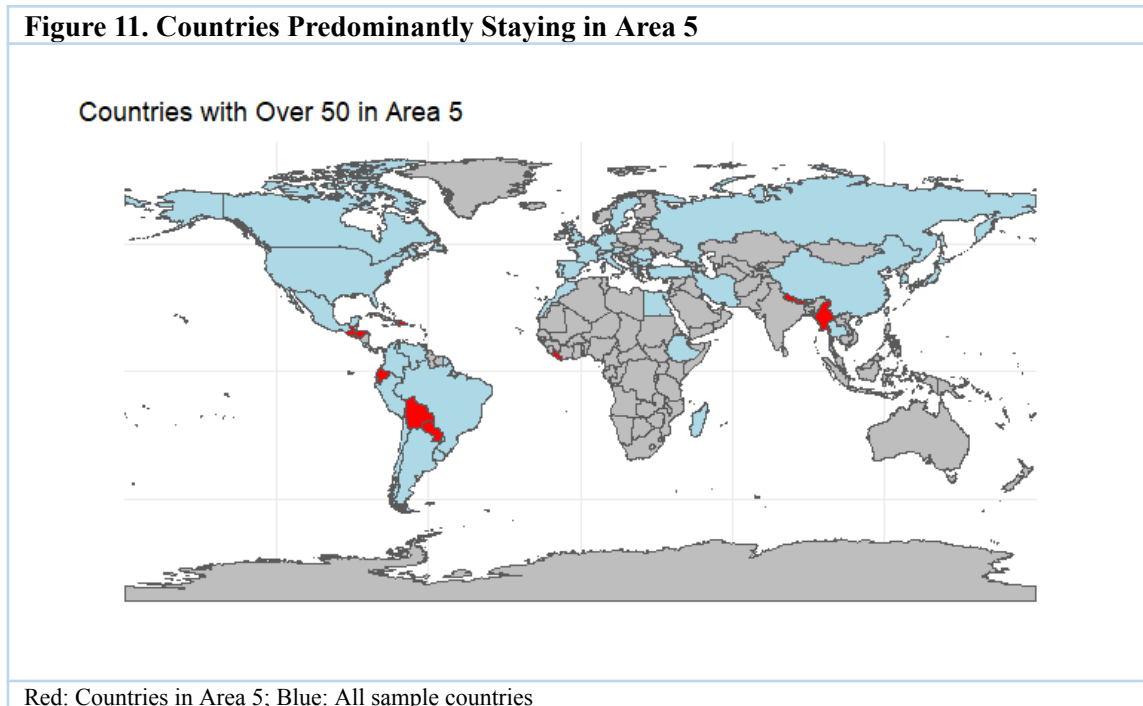 Figure 11. Countries Predominantly Staying in Area 5
Countries with Over 50 in Area 5
Red: Countries in Area 5; Blue: All sample countries